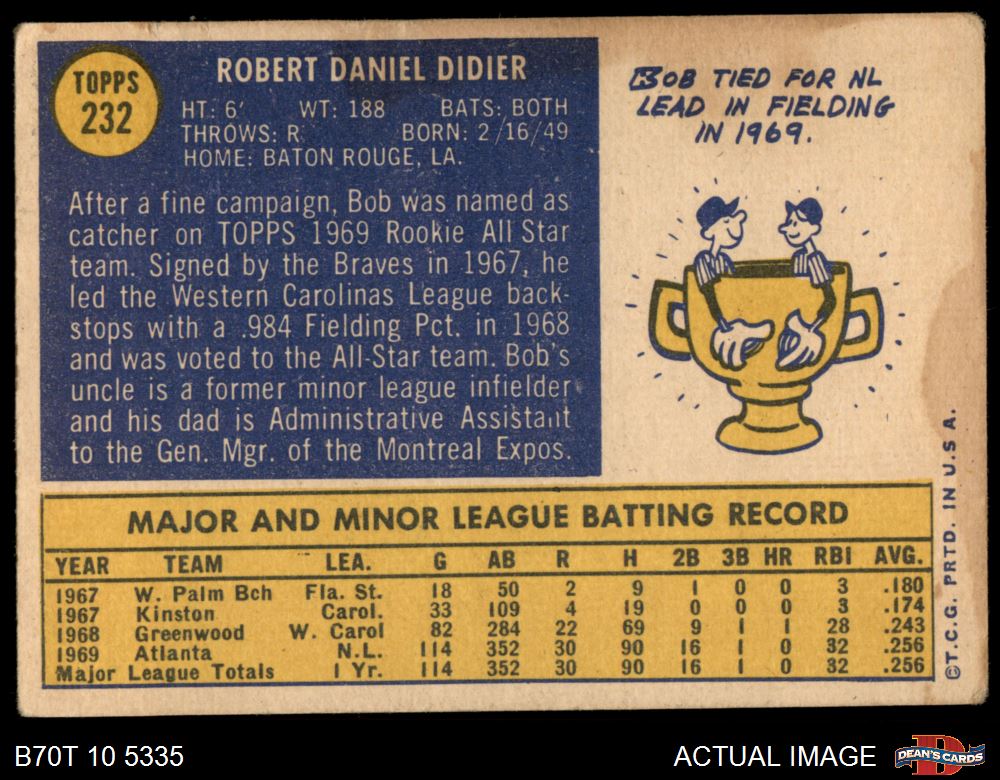 TOPPS
232
ROBERT DANIEL DIDIER
HT: 6' WT: 188 BATS: BOTH
THROWS: R BORN: 2/16/49
HOME: BATON ROUGE, LA.
After a fine campaign, Bob was named as
catcher on TOPPS 1969 Rookie All Star
team. Signed by the Braves in 1967, he
led the Western Carolinas League back-
stops with a .984 Fielding Pct. in 1968
and was voted to the All-Star team. Bob's
uncle is a former minor league infielder
and his dad is Administrative Assistant
to the Gen. Mgr. of the Montreal Expos.
BOB TIED FOR NL
LEAD IN FIELDING
IN 1969.
MAJOR AND MINOR LEAGUE BATTING RECORD
YEAR TEAM LEA. G AB R H 2B 3B HR RBI AVG.
1967 W. Palm Bch Fla. St. 18 50 2 9 1 0 0 3 .180
1967 Kinston Carol. 33 109 4 19 0 0 0 3 .174
1968 Greenwood W. Carol 82 284 22 69 9 1 1 28 .243
1969 Atlanta N.L. 114 352 30 90 16 1 0 32 .256
Major League Totals 1 Yr. 114 352 30 90 16 1 0 32 .256
©T.C.G. PRTD. IN U.S A.
B70T 10 5335
ACTUAL IMAGE
DEAN'S CARDS